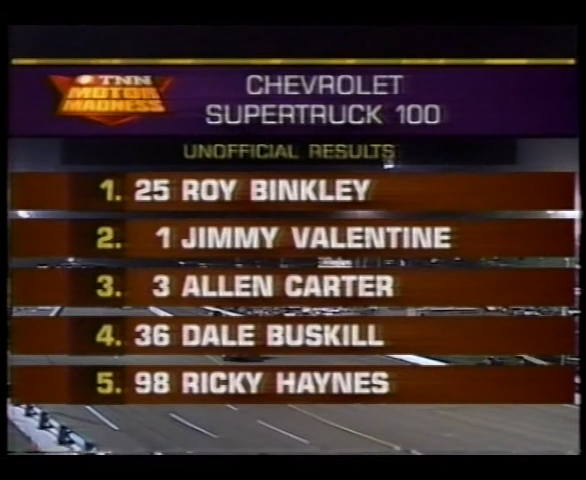 TNN
MOTOR
MADNESS
CHEVROLET
SUPERTRUCK 100
UNOFFICIAL RESULTS
1. 25 ROY BINKLEY
2. 1 JIMMY VALENTINE
3. 3 ALLEN CARTER
4. 36 DALE BUSKILL
5. 98 RICKY HAYNES